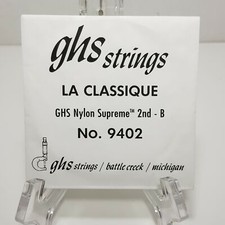 ghs strings
LA CLASSIQUE
GHS Nylon Supreme™ 2nd - B
No. 9402
ghs strings / battle creek / michigan